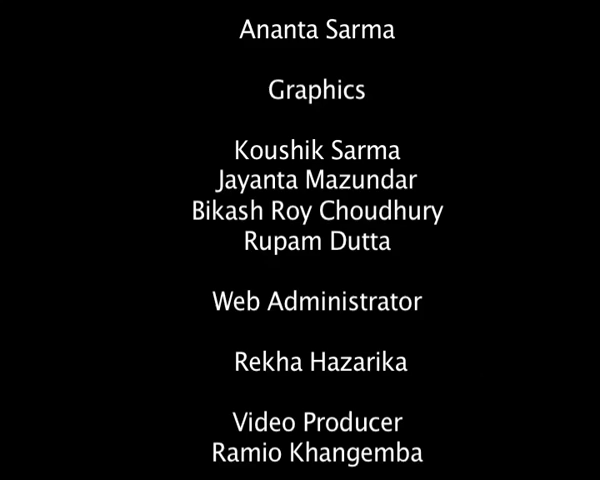 Ananta Sarma
Graphics
Koushik Sarma
Jayanta Mazundar
Bikash Roy Choudhury
Rupam Dutta
Web Administrator
Rekha Hazarika
Video Producer
Ramio Khangemba